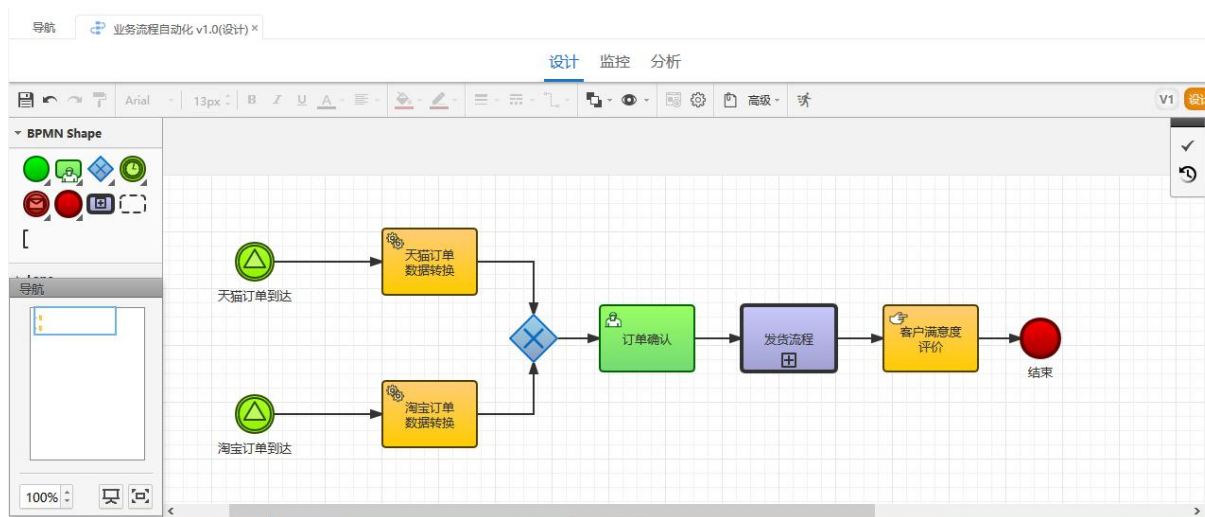 导航
业务流程自动化 v1.0(设计) ×
设计 监控 分析
Arial 13px B I U A 高级 V1 设计
BPMN Shape
导航
100%
天猫订单到达
天猫订单
数据转换
淘宝订单到达
淘宝订单
数据转换
订单确认
发货流程
客户满意度
评价
结束